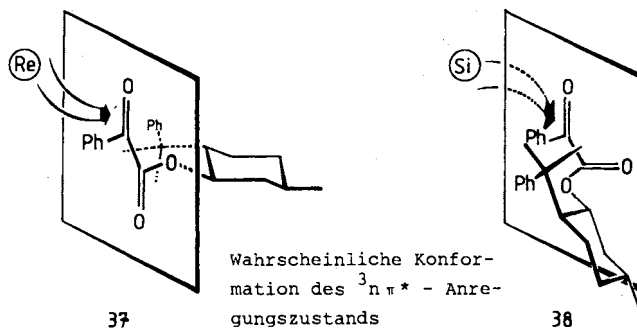 Re
Si
O
Ph
Ph
O
O
O
Ph
Ph
O
O
Wahrscheinliche Konfor-
mation des ³nπ* - Anre-
gungszustands
37
38